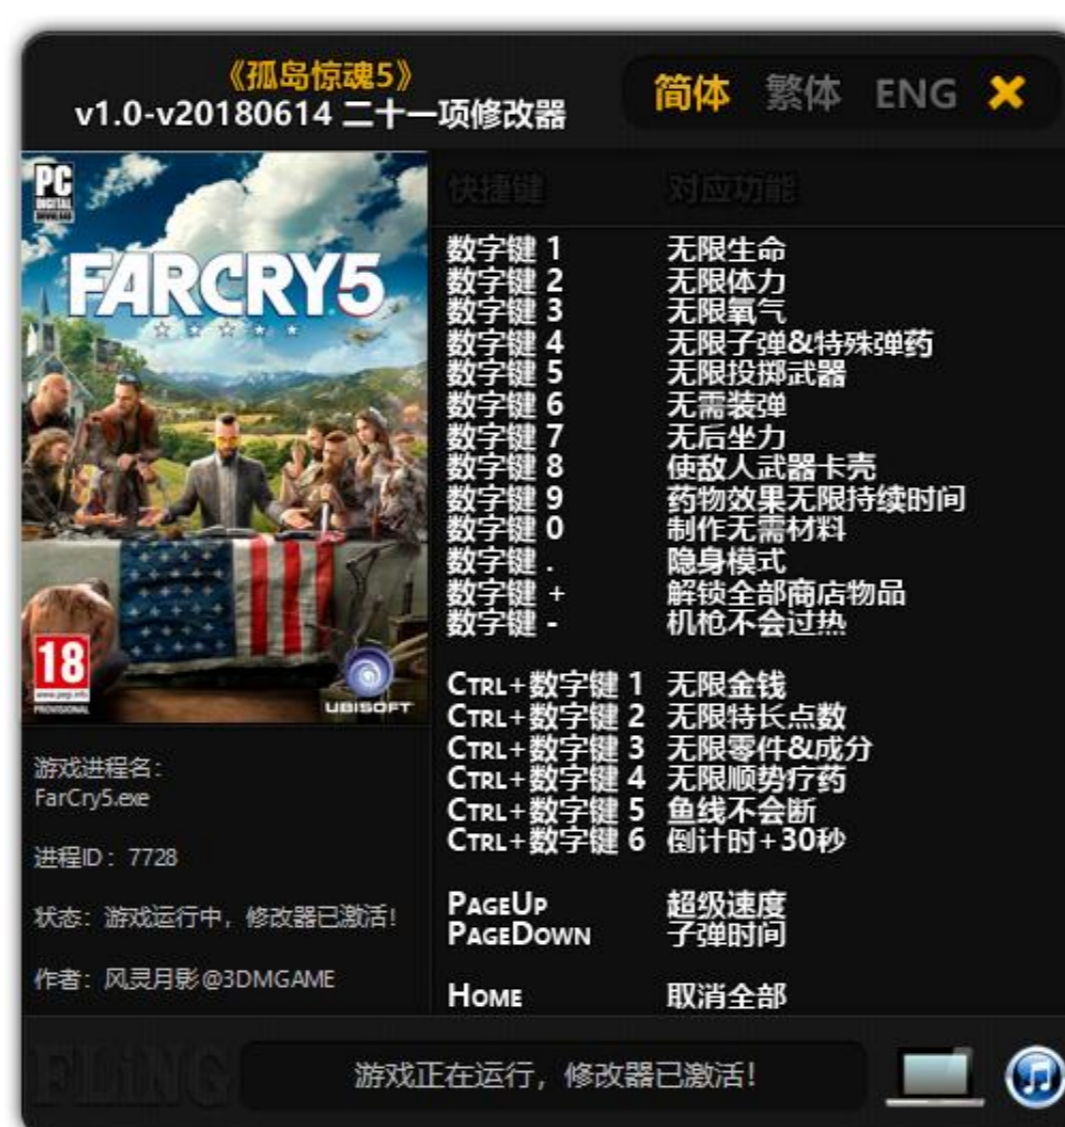 《孤岛惊魂5》
v1.0-v20180614 二十一项修改器
简体 繁体 ENG
PC
DIGITAL
DOWNLOAD
FARCRY5
18
www.pegi.info
PROVISIONAL
UBISOFT
快捷键 对应功能
数字键 1 无限生命
数字键 2 无限体力
数字键 3 无限氧气
数字键 4 无限子弹&特殊弹药
数字键 5 无限投掷武器
数字键 6 无需装弹
数字键 7 无后坐力
数字键 8 使敌人武器卡壳
数字键 9 药物效果无限持续时间
数字键 0 制作无需材料
数字键 . 隐身模式
数字键 + 解锁全部商店物品
数字键 - 机枪不会过热
CTRL+数字键 1 无限金钱
CTRL+数字键 2 无限特长点数
CTRL+数字键 3 无限零件&成分
CTRL+数字键 4 无限顺势疗药
CTRL+数字键 5 鱼线不会断
CTRL+数字键 6 倒计时+30秒
PAGEUP 超级速度
PAGEDOWN 子弹时间
HOME 取消全部
游戏进程名：
FarCry5.exe
进程ID：7728
状态：游戏运行中，修改器已激活！
作者：风灵月影@3DMGAME
FLiNG
游戏正在运行，修改器已激活！